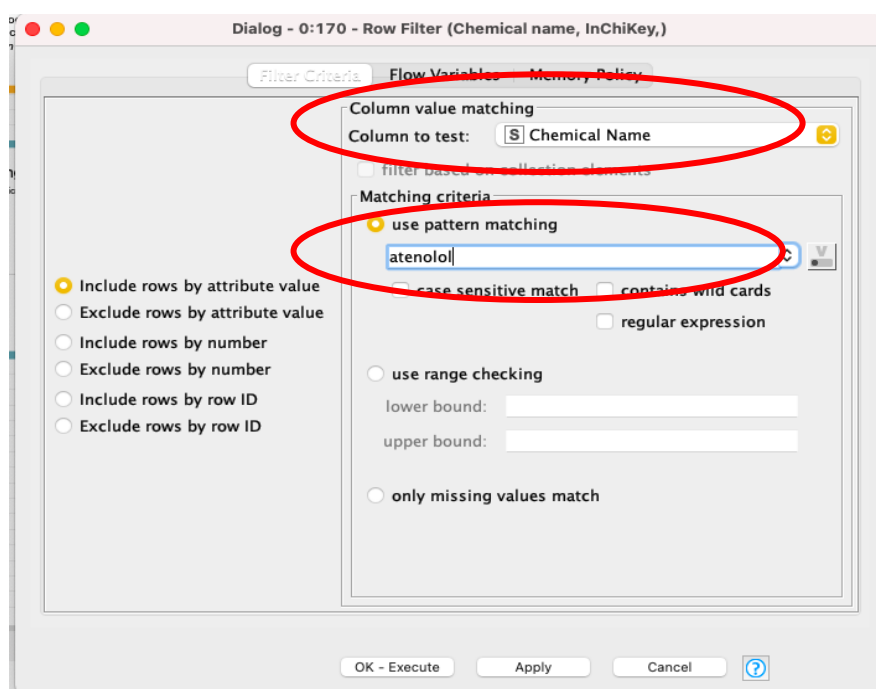 Dialog - 0:170 - Row Filter (Chemical name, InChiKey,)
Filter Criteria Flow Variables Memory Policy
Column value matching
Column to test: S Chemical Name
filter based on collection elements
Matching criteria
use pattern matching
atenolol
V
case sensitive match contains wild cards
regular expression
Include rows by attribute value
Exclude rows by attribute value
Include rows by number
Exclude rows by number
Include rows by row ID
Exclude rows by row ID
use range checking
lower bound:
upper bound:
only missing values match
OK - Execute Apply Cancel ?